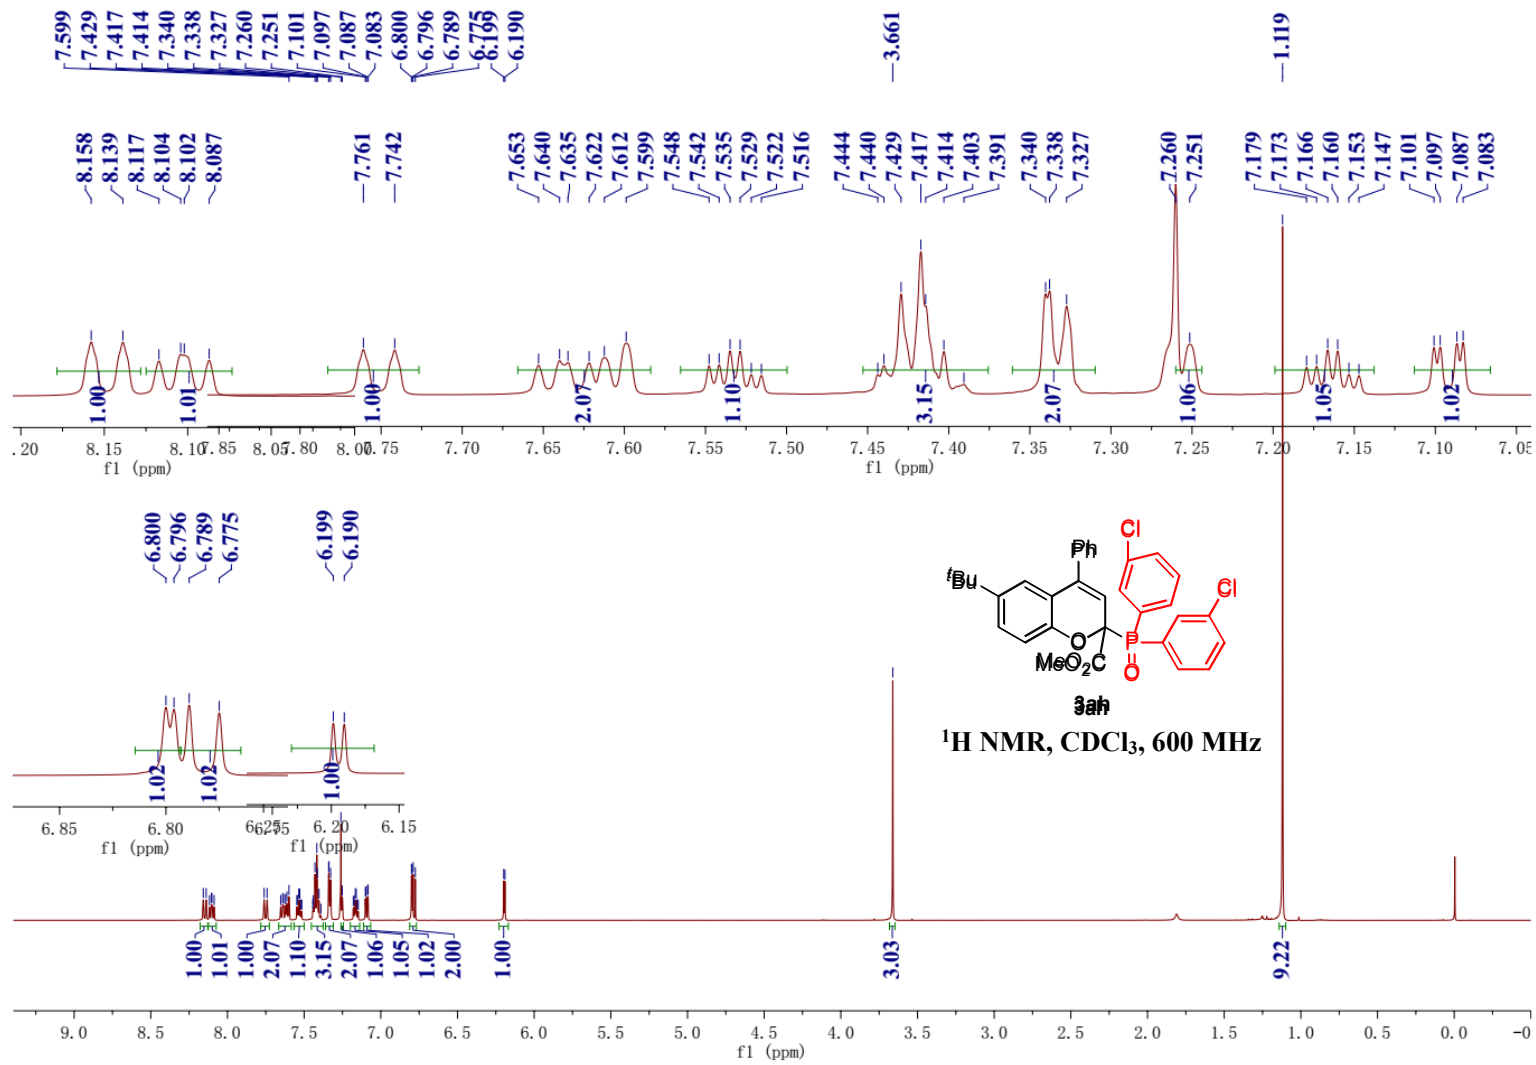 7.599 7.429 7.417 7.414 7.340 7.338 7.327 7.260 7.251 7.101 7.097 7.087 7.083 6.800 6.796 6.789 6.775 6.199 6.190 3.661 1.119
8.158 8.139 8.117 8.104 8.102 8.087 7.761 7.742 7.653 7.640 7.635 7.622 7.612 7.599 7.548 7.542 7.535 7.529 7.522 7.516 7.444 7.440 7.429 7.417 7.414 7.403 7.391 7.340 7.338 7.327 7.260 7.251 7.179 7.173 7.166 7.160 7.153 7.147 7.101 7.097 7.087 7.083
1.00 1.01 1.00 2.07 1.10 3.15 2.07 1.06 1.05 1.02
.20 8.15 8.10 7.85 8.05 7.80 8.00 7.75 7.70 7.65 7.60 7.55 7.50 7.45 7.40 7.35 7.30 7.25 7.20 7.15 7.10 7.05
f1 (ppm) f1 (ppm) f1 (ppm)
6.800 6.796 6.789 6.775 6.199 6.190
Cl
Ph
tBu
Cl
O
P
MeO2C
O
3ah
1H NMR, CDCl3, 600 MHz
1.02 1.02 1.00
6.85 6.80 6.75 6.25 6.20 6.15
f1 (ppm) f1 (ppm)
1.00 1.01 1.00 2.07 1.10 3.15 2.07 1.06 1.05 1.02 2.00 1.00 3.03 9.22
9.0 8.5 8.0 7.5 7.0 6.5 6.0 5.5 5.0 4.5 4.0 3.5 3.0 2.5 2.0 1.5 1.0 0.5 0.0 -0
f1 (ppm)